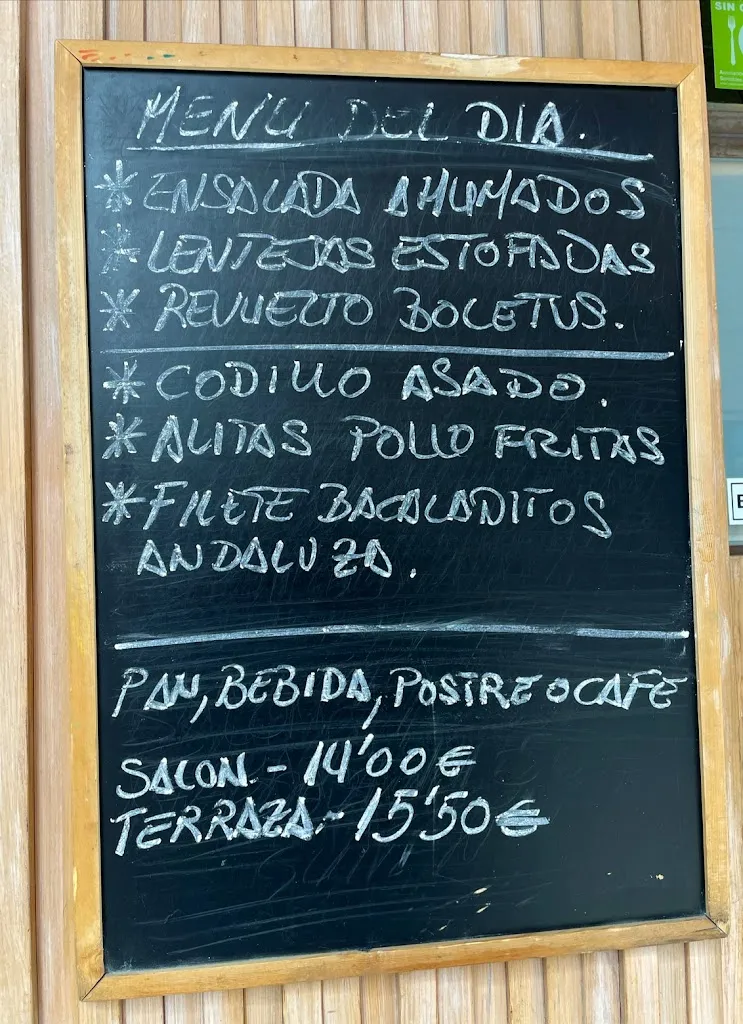 MENU DEL DIA.
* ENSALADA AHUMADOS
* LENTEJAS ESTOFADAS
* REVUELTO BOLETUS.
* CODILLO ASADO.
* ALITAS POLLO FRITAS
* FILETE BACALADITOS
ANDALUZA.
PAN, BEBIDA, POSTRE O CAFE
SALON.- 14'00 €
TERRAZA.- 15'50 €
SIN
E